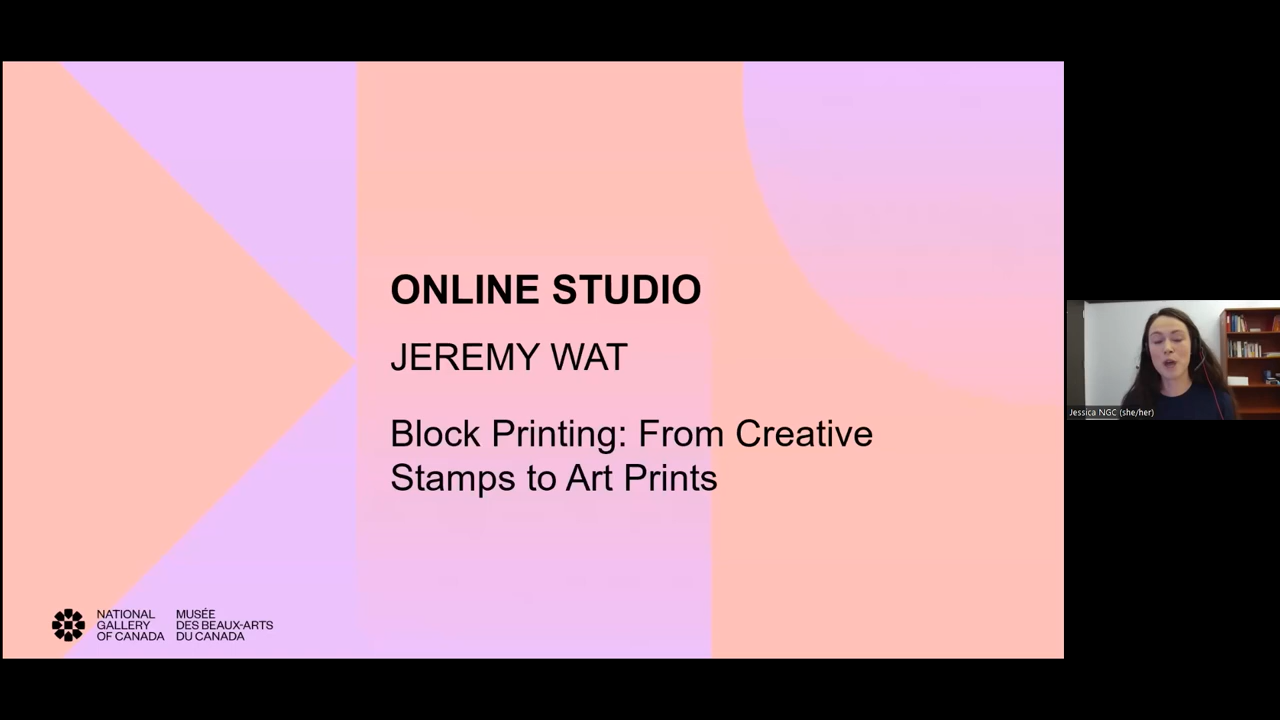 ONLINE STUDIO
JEREMY WAT
Block Printing: From Creative
Stamps to Art Prints
NATIONAL
GALLERY
OF CANADA
MUSÉE
DES BEAUX-ARTS
DU CANADA
Jessica NGC (she/her)